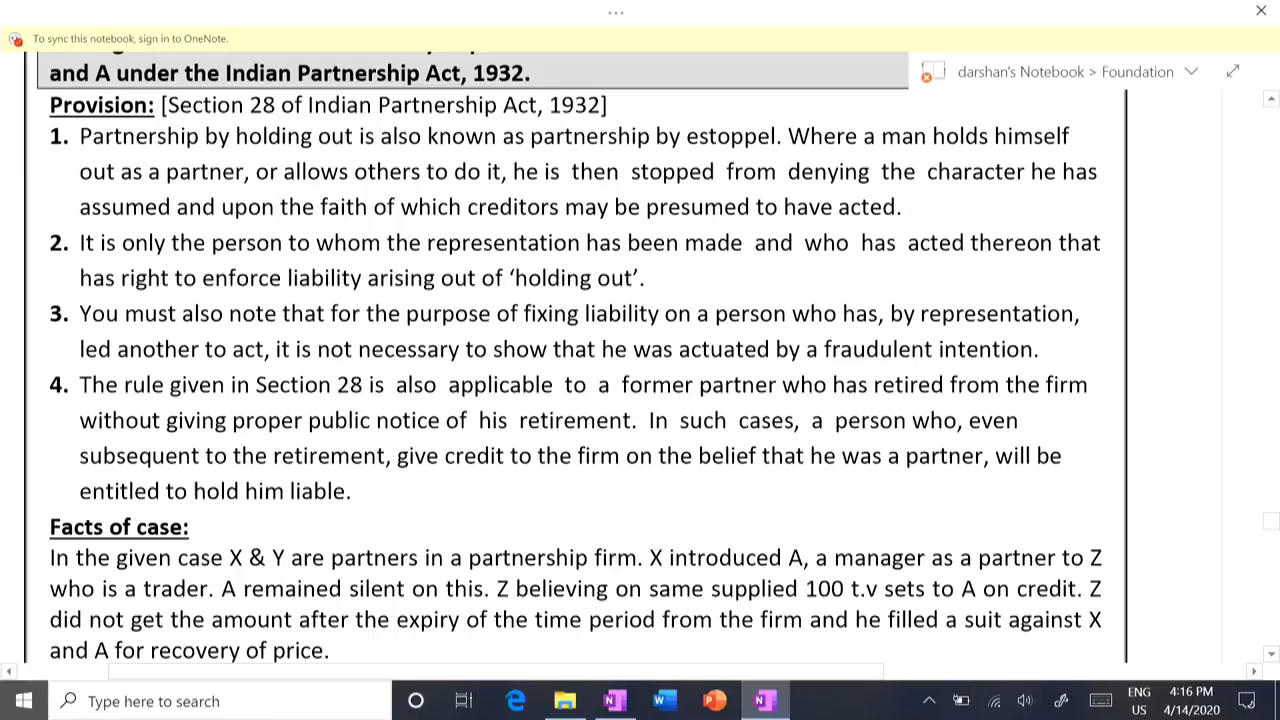 To sync this notebook, sign in to OneNote.
and A under the Indian Partnership Act, 1932.
darshan's Notebook > Foundation
Provision: [Section 28 of Indian Partnership Act, 1932]
1. Partnership by holding out is also known as partnership by estoppel. Where a man holds himself
out as a partner, or allows others to do it, he is then stopped from denying the character he has
assumed and upon the faith of which creditors may be presumed to have acted.
2. It is only the person to whom the representation has been made and who has acted thereon that
has right to enforce liability arising out of ‘holding out’.
3. You must also note that for the purpose of fixing liability on a person who has, by representation,
led another to act, it is not necessary to show that he was actuated by a fraudulent intention.
4. The rule given in Section 28 is also applicable to a former partner who has retired from the firm
without giving proper public notice of his retirement. In such cases, a person who, even
subsequent to the retirement, give credit to the firm on the belief that he was a partner, will be
entitled to hold him liable.
Facts of case:
In the given case X & Y are partners in a partnership firm. X introduced A, a manager as a partner to Z
who is a trader. A remained silent on this. Z believing on same supplied 100 t.v sets to A on credit. Z
did not get the amount after the expiry of the time period from the firm and he filled a suit against X
and A for recovery of price.
Type here to search
ENG
US
4:16 PM
4/14/2020